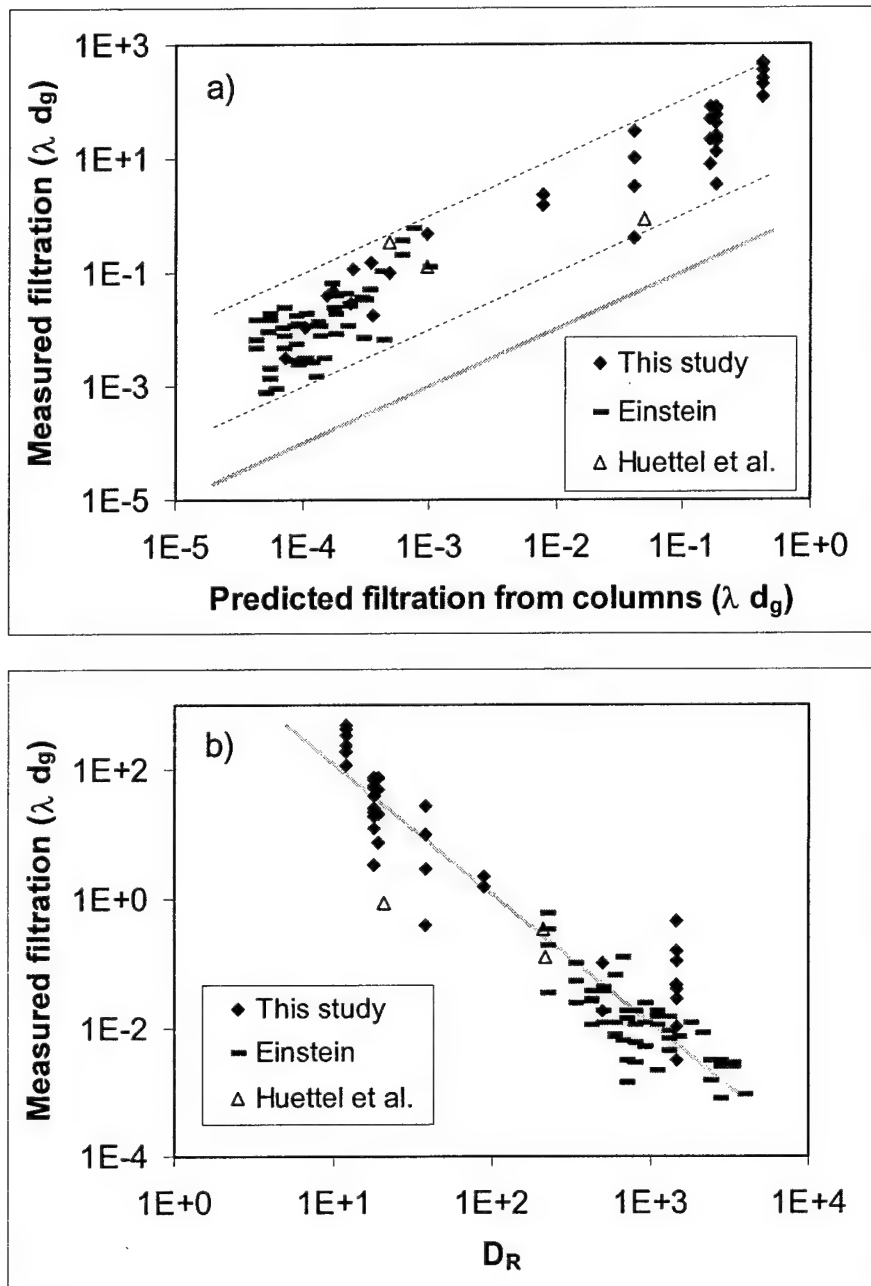 a)
Measured filtration (λ dg)
1E+3
1E+1
1E-1
1E-3
1E-5
This study
Einstein
Huettel et al.
1E-5 1E-4 1E-3 1E-2 1E-1 1E+0
Predicted filtration from columns (λ dg)
b)
Measured filtration (λ dg)
1E+2
1E+0
1E-2
1E-4
This study
Einstein
Huettel et al.
1E+0 1E+1 1E+2 1E+3 1E+4
DR